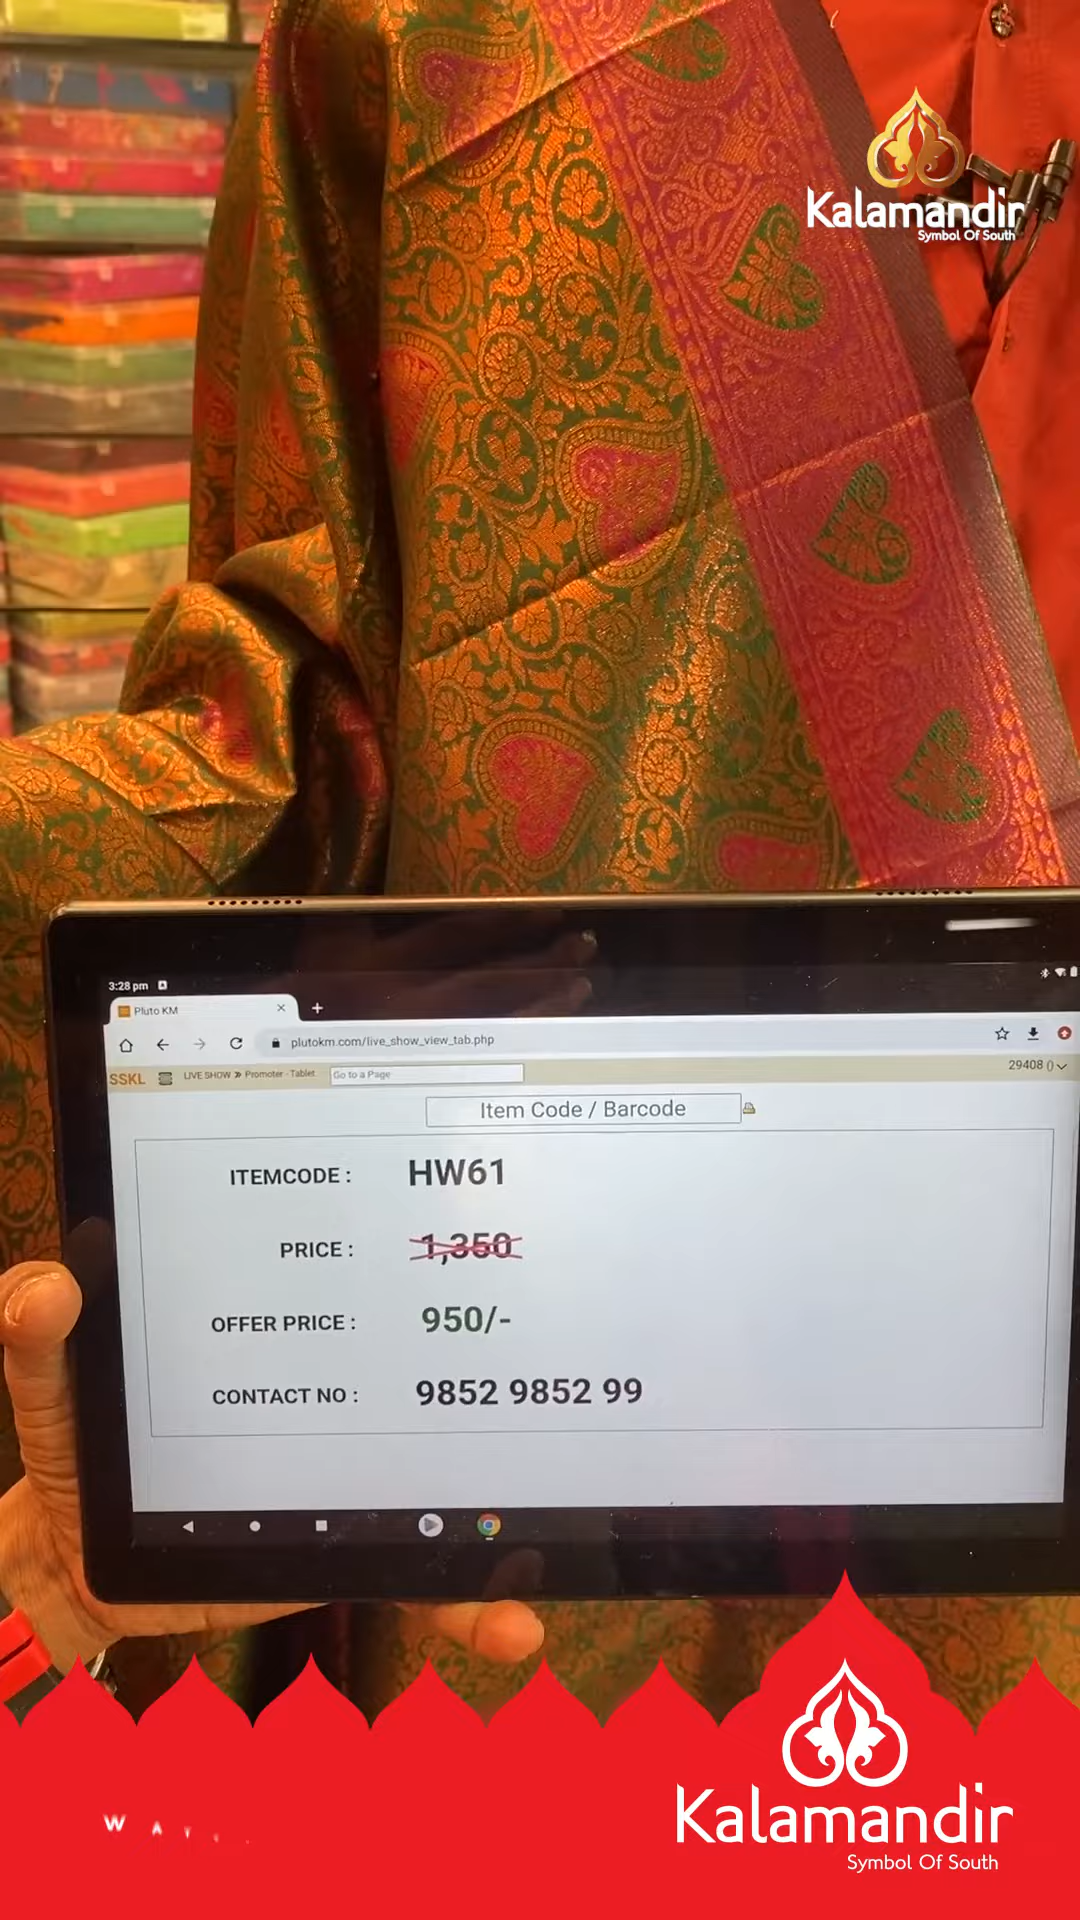 Kalamandir
Symbol Of South
3:28 pm
Pluto KM
plutokm.com/live_show_view_tab.php
SSKL
LIVE SHOW » Promoter - Tablet
Go to a Page
29408 ()
Item Code / Barcode
ITEMCODE : HW61
PRICE : 1,350
OFFER PRICE : 950/-
CONTACT NO : 9852 9852 99
Kalamandir
Symbol Of South